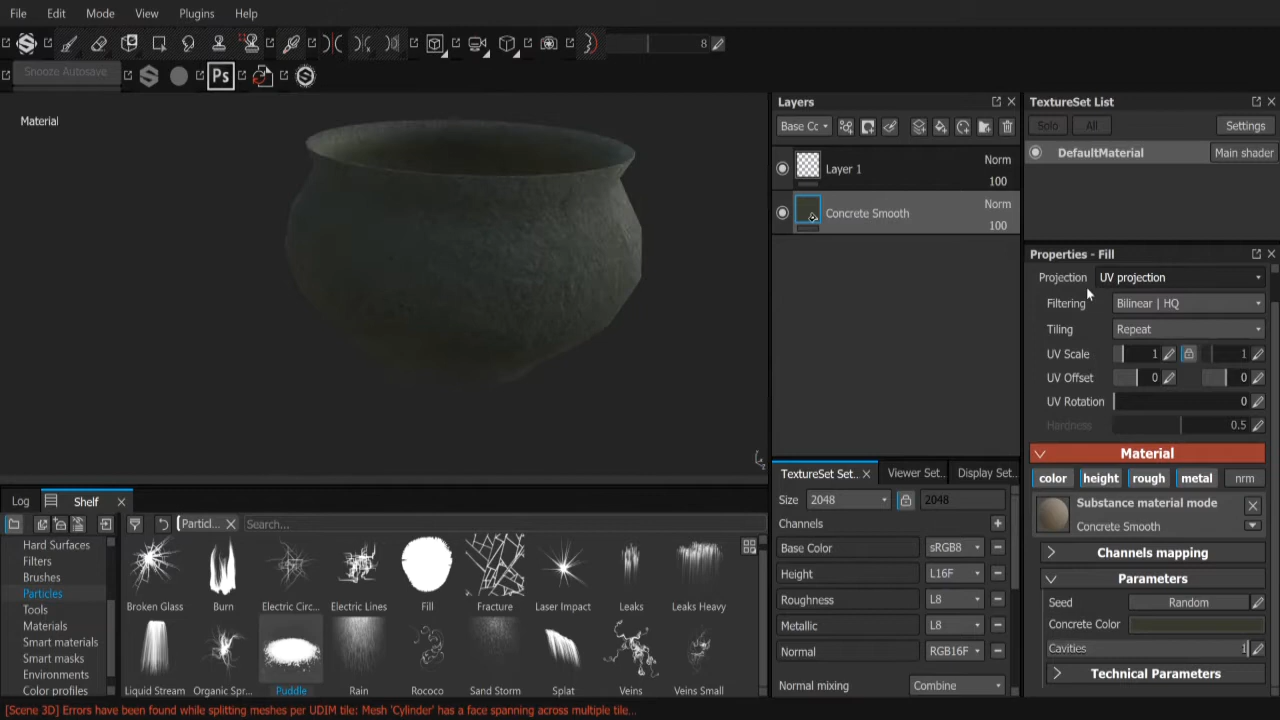 File Edit Mode View Plugins Help
8
Snooze Autosave Ps
Material
Layers
Base Cc
Layer 1 Norm 100
Concrete Smooth Norm 100
TextureSet List
Solo All Settings
DefaultMaterial Main shader
Properties - Fill
Projection UV projection
Filtering Bilinear | HQ
Tiling Repeat
UV Scale 1 1
UV Offset 0 0
UV Rotation 0
Hardness 0.5
Material
color height rough metal nrm
Substance material mode
Concrete Smooth
Channels mapping
Parameters
Seed Random
Concrete Color
Cavities 1
Technical Parameters
TextureSet Set.. Viewer Set.. Display Set..
Size 2048 2048
Channels
Base Color sRGB8
Height L16F
Roughness L8
Metallic L8
Normal RGB16F
Normal mixing Combine
Log Shelf
Particl... Search...
Hard Surfaces
Filters
Brushes
Particles
Tools
Materials
Smart materials
Smart masks
Environments
Color profiles
Broken Glass Burn Electric Circ... Electric Lines Fill Fracture Laser Impact Leaks Leaks Heavy
Liquid Stream Organic Spr... Puddle Rain Rococo Sand Storm Splat Veins Veins Small
[Scene 3D] Errors have been found while splitting meshes per UDIM tile: Mesh 'Cylinder' has a face spanning across multiple tile...